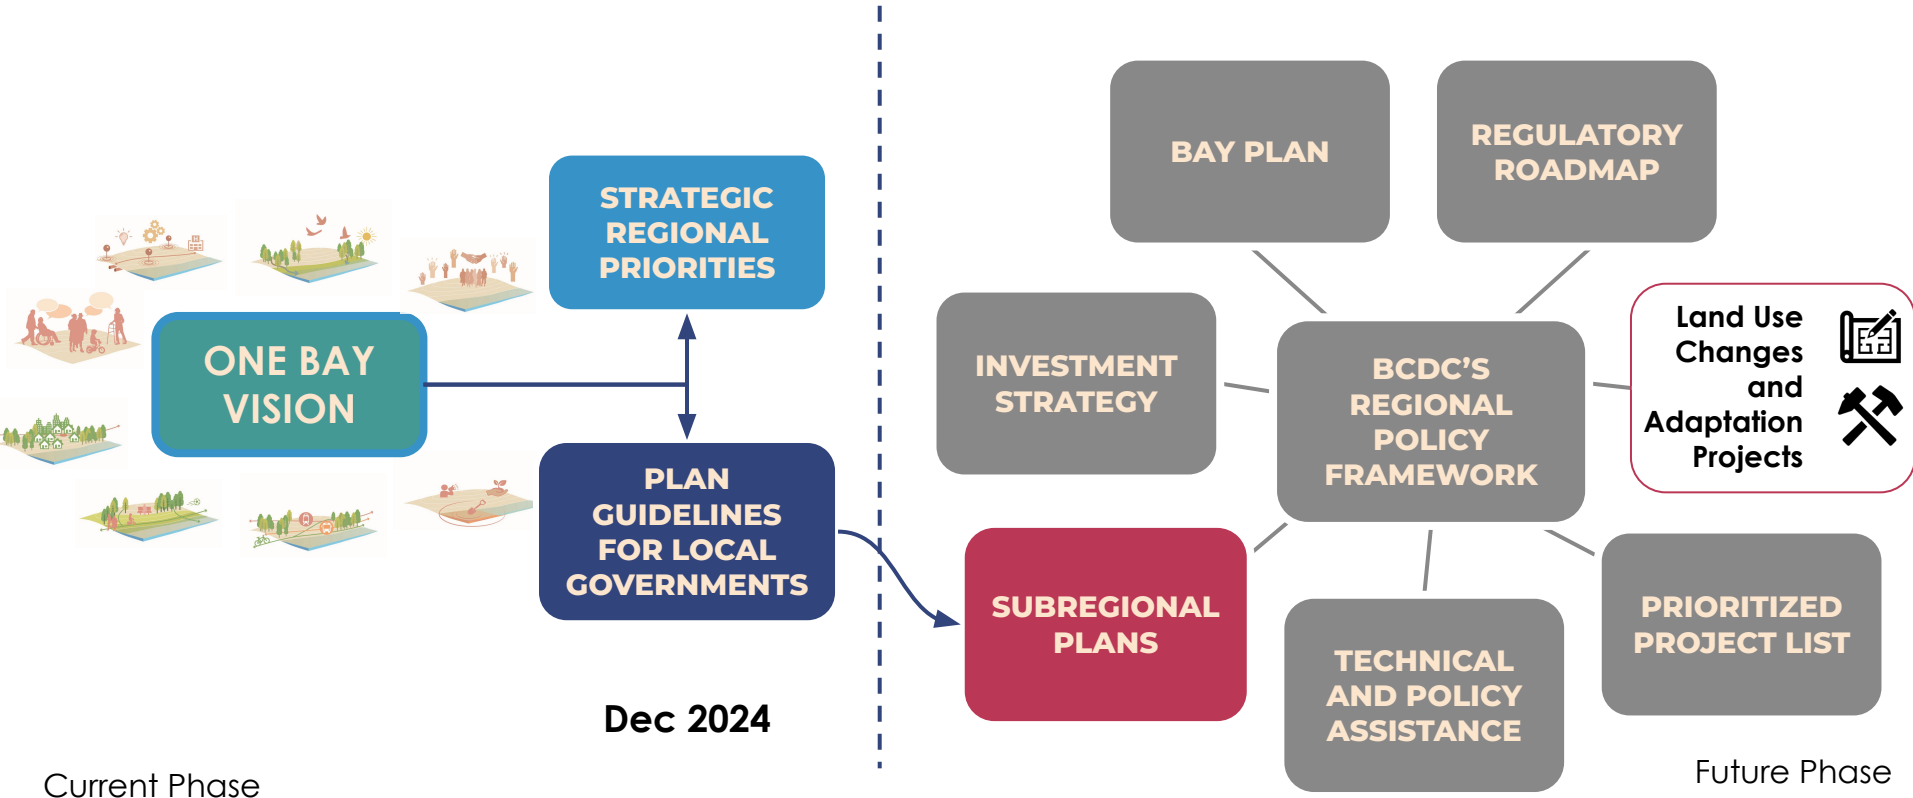 STRATEGIC
REGIONAL
PRIORITIES
ONE BAY
VISION
PLAN
GUIDELINES
FOR LOCAL
GOVERNMENTS
Dec 2024
Current Phase
BAY PLAN
REGULATORY
ROADMAP
INVESTMENT
STRATEGY
BCDC’S
REGIONAL
POLICY
FRAMEWORK
Land Use
Changes
and
Adaptation
Projects
SUBREGIONAL
PLANS
TECHNICAL
AND POLICY
ASSISTANCE
PRIORITIZED
PROJECT LIST
Future Phase